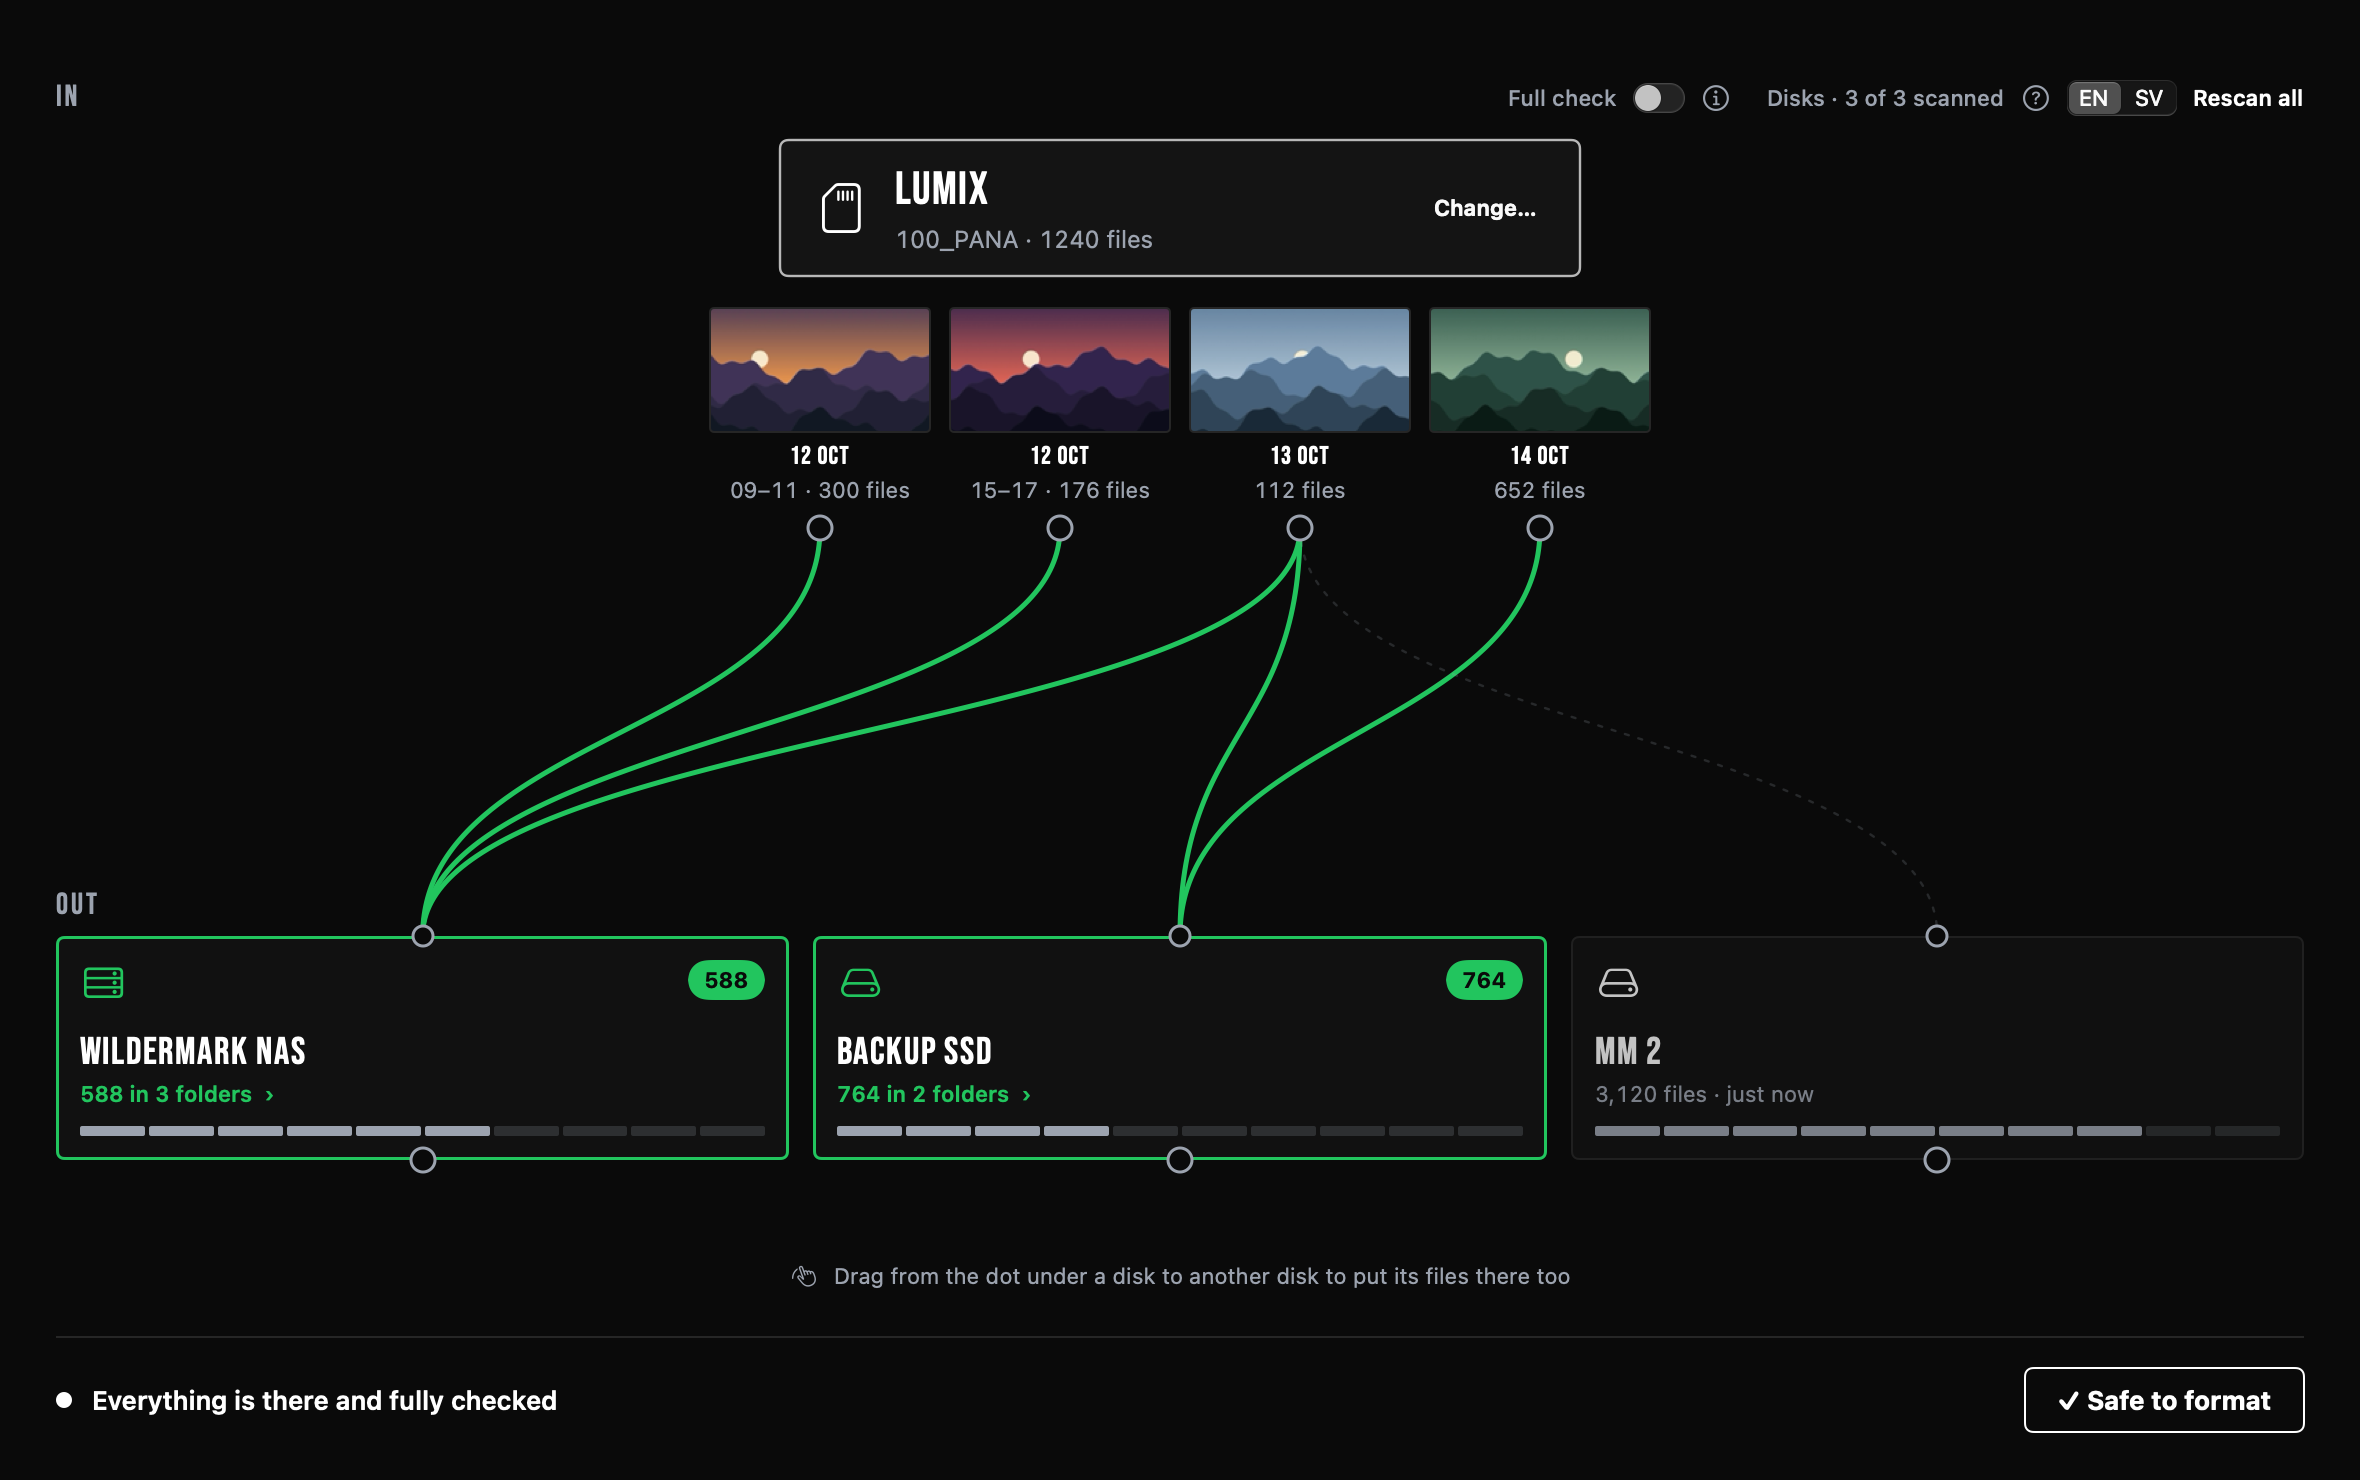 IN
Full check
Disks · 3 of 3 scanned
EN SV
Rescan all
LUMIX
100_PANA · 1240 files
Change...
12 OCT
09–11 · 300 files
12 OCT
15–17 · 176 files
13 OCT
112 files
14 OCT
652 files
OUT
588
WILDERMARK NAS
588 in 3 folders ›
764
BACKUP SSD
764 in 2 folders ›
MM 2
3,120 files · just now
Drag from the dot under a disk to another disk to put its files there too
Everything is there and fully checked
✓ Safe to format